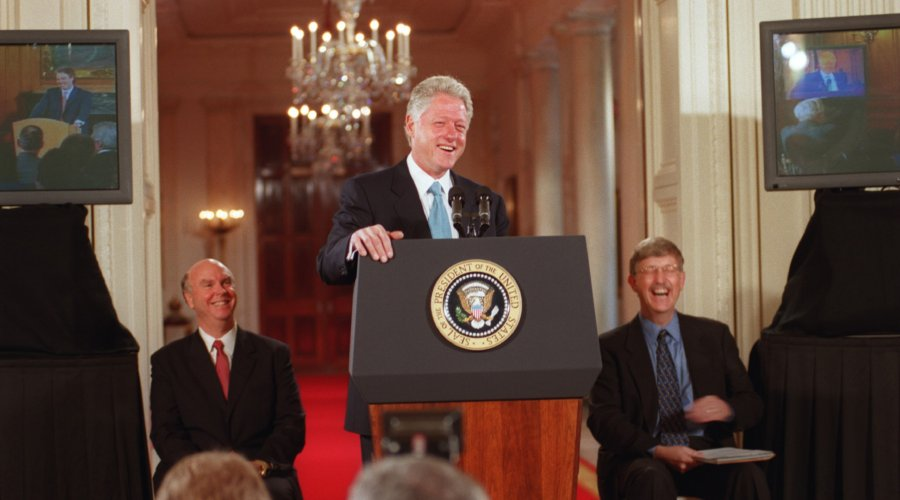 SEAL OF THE PRESIDENT OF THE UNITED STATES